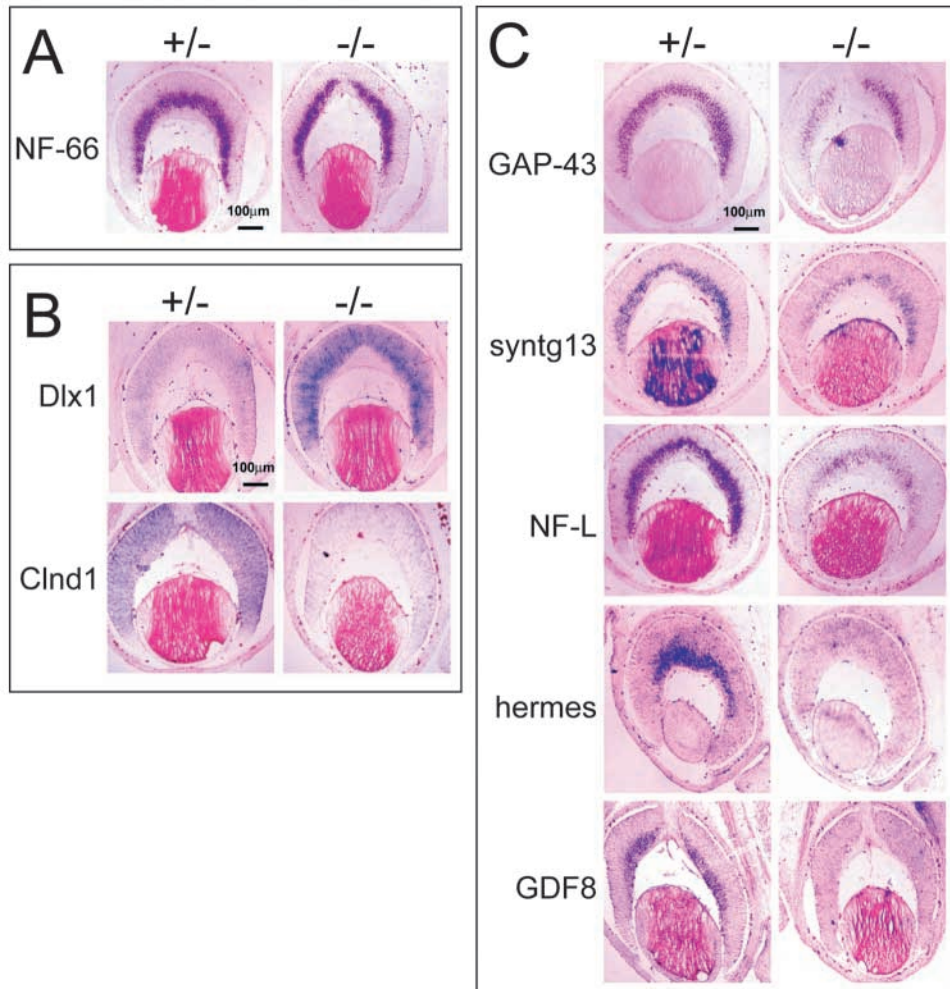 A
+/-
-/-
NF-66
100μm
B
+/-
-/-
Dlx1
100μm
Clnd1
C
+/-
-/-
GAP-43
100μm
syntg13
NF-L
hermes
GDF8